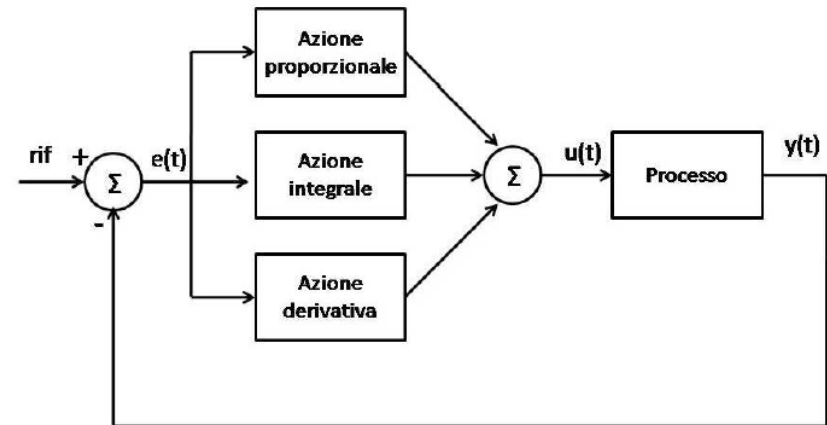 Azione
proporzionale
rif
+
Σ
-
e(t)
Azione
integrale
Σ
u(t)
Processo
y(t)
Azione
derivativa